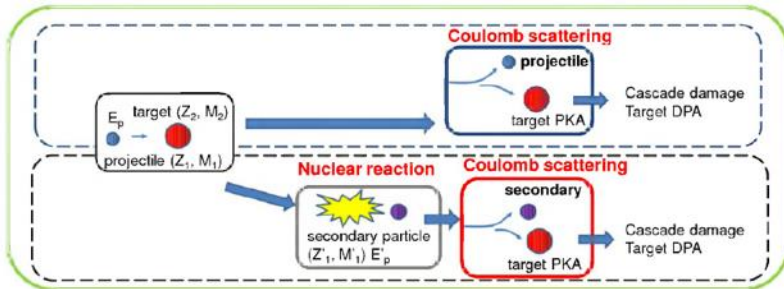 Coulomb scattering
projectile
target PKA
Cascade damage
Target DPA
target (Z₂, M₂)
Eₚ
projectile (Z₁, M₁)
Nuclear reaction
secondary particle
(Z'₁, M'₁) E'ₚ
Coulomb scattering
secondary
target PKA
Cascade damage
Target DPA